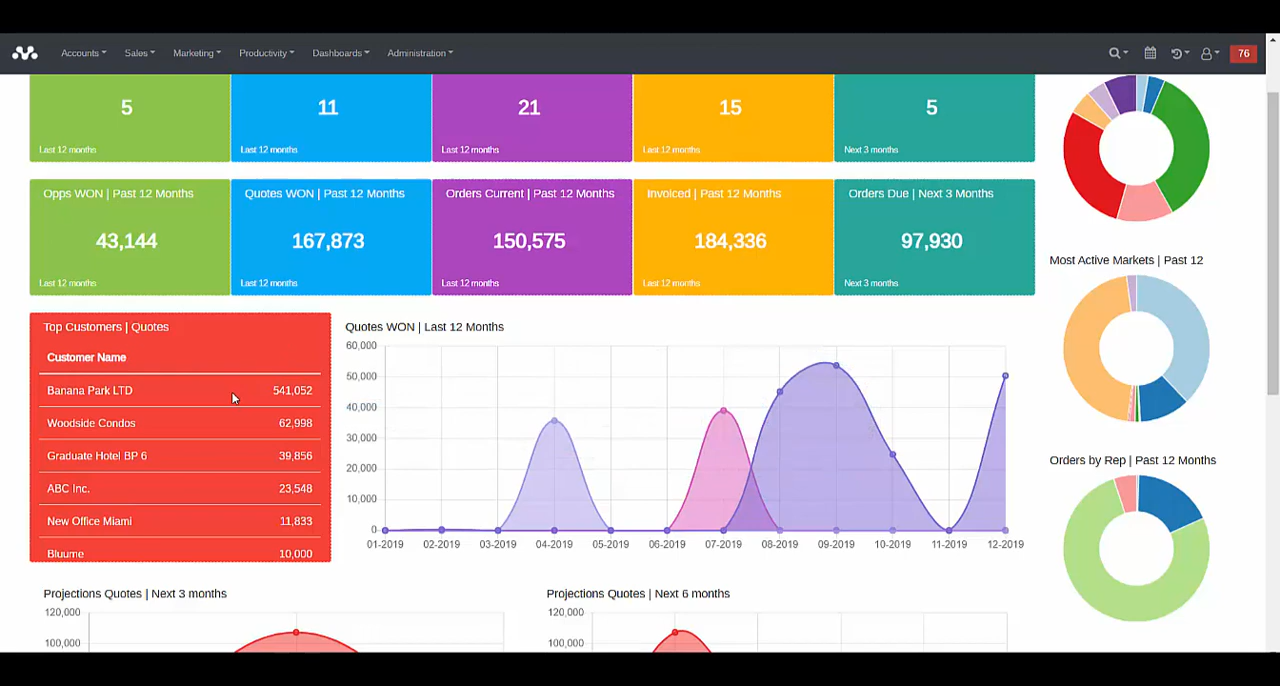 Accounts Sales Marketing Productivity Dashboards Administration 76
5 11 21 15 5
Last 12 months Last 12 months Last 12 months Last 12 months Next 3 months
Opps WON | Past 12 Months Quotes WON | Past 12 Months Orders Current | Past 12 Months Invoiced | Past 12 Months Orders Due | Next 3 Months
43,144 167,873 150,575 184,336 97,930
Last 12 months Last 12 months Last 12 months Last 12 months Next 3 months
Most Active Markets | Past 12
Top Customers | Quotes
Customer Name
Banana Park LTD 541,052
Woodside Condos 62,998
Graduate Hotel BP 6 39,856
ABC Inc. 23,548
New Office Miami 11,833
Bluume 10,000
Quotes WON | Last 12 Months
60,000
50,000
40,000
30,000
20,000
10,000
0
01-2019 02-2019 03-2019 04-2019 05-2019 06-2019 07-2019 08-2019 09-2019 10-2019 11-2019 12-2019
Orders by Rep | Past 12 Months
Projections Quotes | Next 3 months
120,000
100,000
Projections Quotes | Next 6 months
120,000
100,000